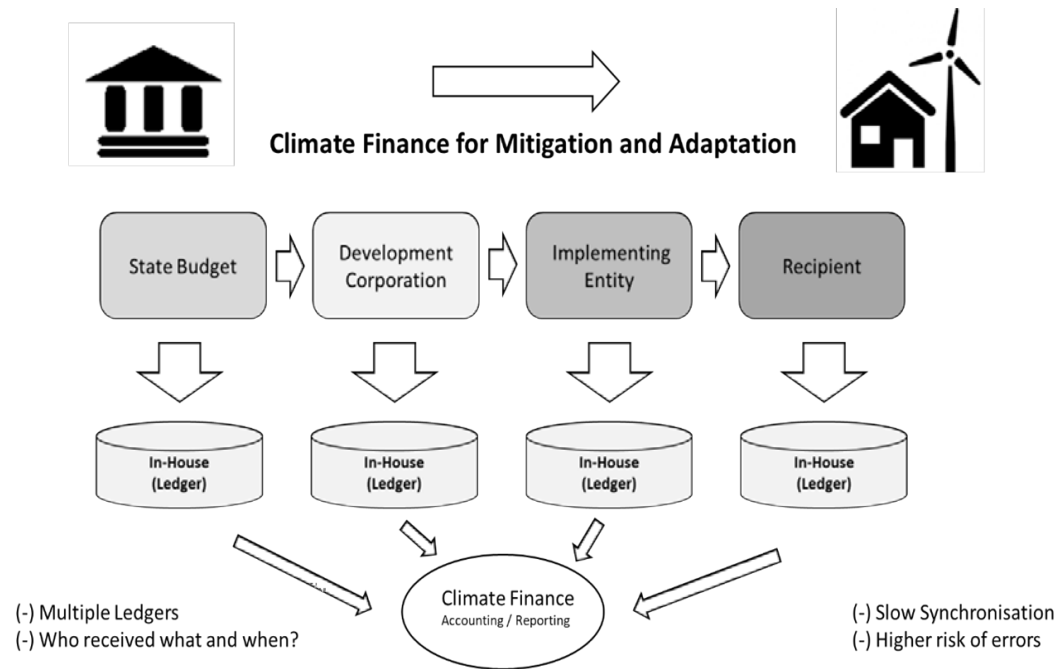 Climate Finance for Mitigation and Adaptation
State Budget
Development
Corporation
Implementing
Entity
Recipient
In-House
(Ledger)
In-House
(Ledger)
In-House
(Ledger)
In-House
(Ledger)
Climate Finance
Accounting / Reporting
(-) Multiple Ledgers
(-) Who received what and when?
(-) Slow Synchronisation
(-) Higher risk of errors